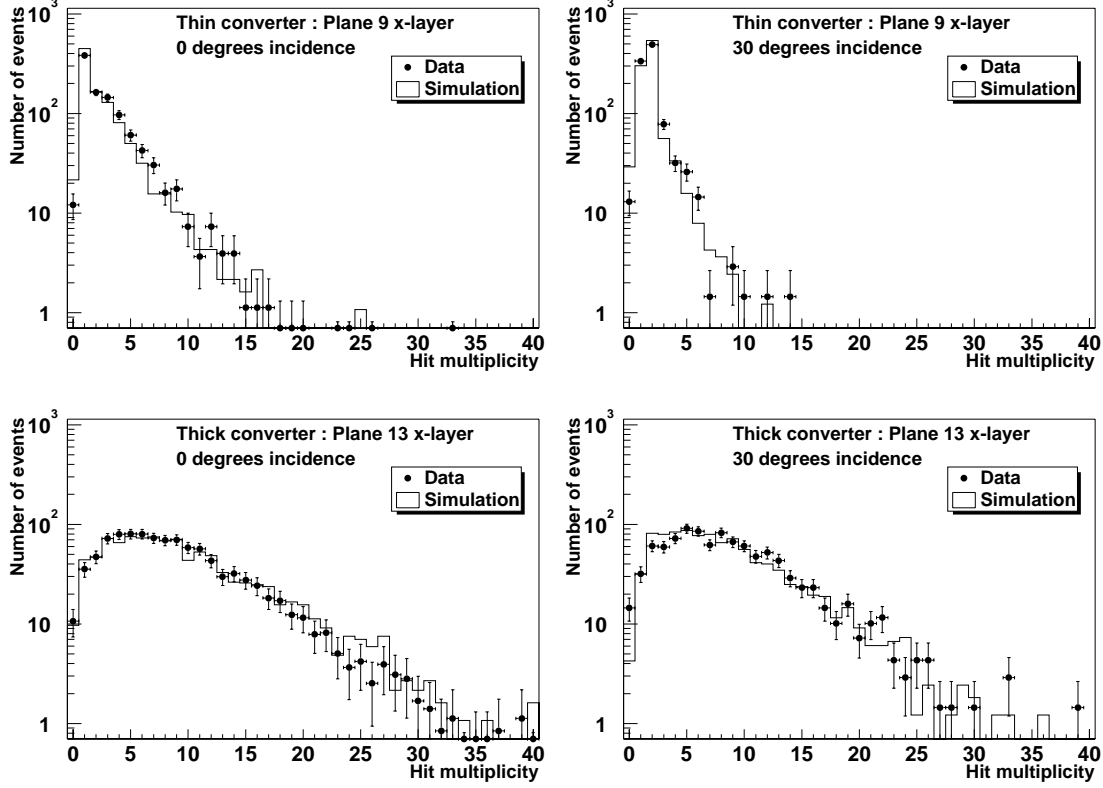 Thin converter : Plane 9 x-layer
0 degrees incidence
Data
Simulation
Number of events
10³
10²
10
1
0 5 10 15 20 25 30 35 40
Hit multiplicity
Thin converter : Plane 9 x-layer
30 degrees incidence
Data
Simulation
Number of events
10³
10²
10
1
0 5 10 15 20 25 30 35 40
Hit multiplicity
Thick converter : Plane 13 x-layer
0 degrees incidence
Data
Simulation
Number of events
10³
10²
10
1
0 5 10 15 20 25 30 35 40
Hit multiplicity
Thick converter : Plane 13 x-layer
30 degrees incidence
Data
Simulation
Number of events
10³
10²
10
1
0 5 10 15 20 25 30 35 40
Hit multiplicity